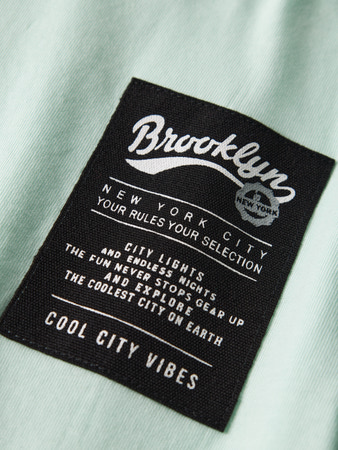 Brooklyn
NEW YORK
NEW YORK CITY
YOUR RULES YOUR SELECTION
CITY LIGHTS
AND ENDLESS NIGHTS
THE FUN NEVER STOPS GEAR UP
AND EXPLORE
THE COOLEST CITY ON EARTH
COOL CITY VIBES